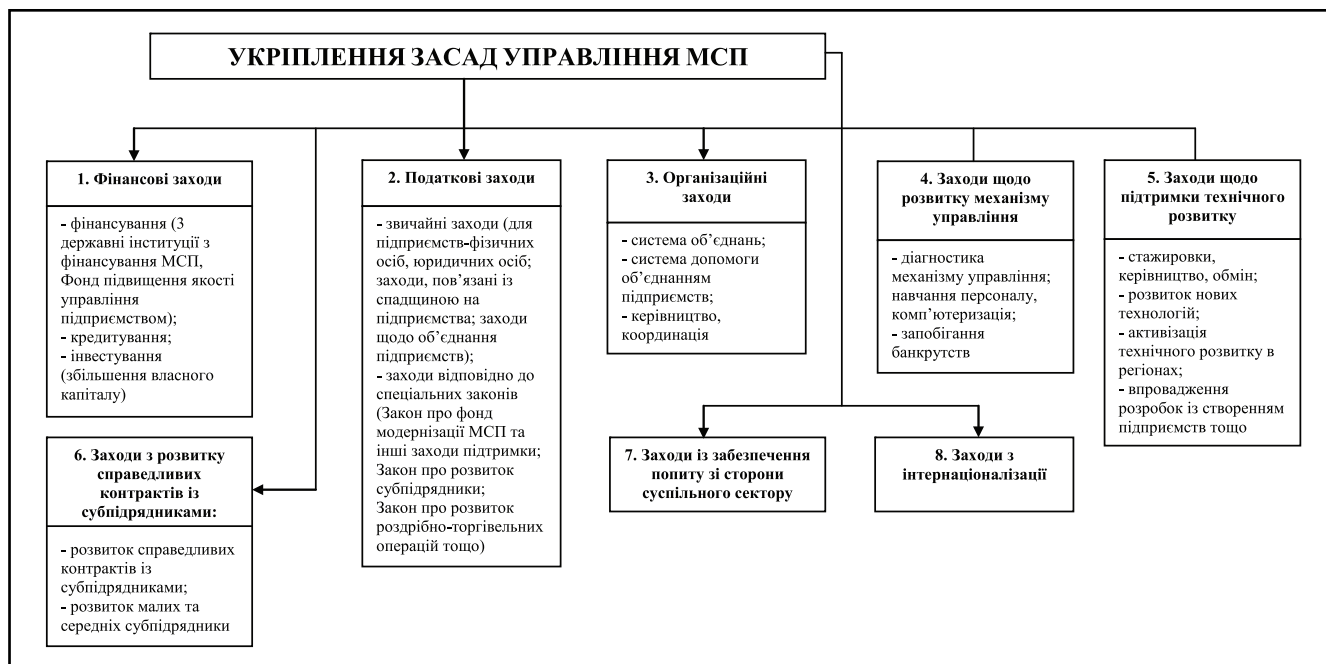 УКРІПЛЕННЯ ЗАСАД УПРАВЛІННЯ МСП
1. Фінансові заходи
- фінансування (3
державні інституції з
фінансування МСП,
Фонд підвищення якості
управління
підприємством);
- кредитування;
- інвестування
(збільшення власного
капіталу)
2. Податкові заходи
- звичайні заходи (для
підприємств-фізичних
осіб, юридичних осіб;
заходи, пов’язані із
спадщиною на
підприємства; заходи
щодо об’єднання
підприємств);
- заходи відповідно до
спеціальних законів
(Закон про фонд
модернізації МСП та
інші заходи підтримки;
Закон про розвиток
субпідрядники;
Закон про розвиток
роздрібно-торгівельних
операцій тощо)
3. Організаційні
заходи
- система об’єднань;
- система допомоги
об’єднанням
підприємств;
- керівництво,
координація
4. Заходи щодо
розвитку механізму
управління
- діагностика
механізму управління;
навчання персоналу,
комп’ютеризація;
- запобігання
банкрутств
5. Заходи щодо
підтримки технічного
розвитку
- стажировки,
керівництво, обмін;
- розвиток нових
технологій;
- активізація
технічного розвитку в
регіонах;
- впровадження
розробок із створенням
підприємств тощо
6. Заходи з розвитку
справедливих
контрактів із
субпідрядниками:
- розвиток справедливих
контрактів із
субпідрядниками;
- розвиток малих та
середніх субпідрядники
7. Заходи із забезпечення
попиту зі сторони
суспільного сектору
8. Заходи з
інтернаціоналізації